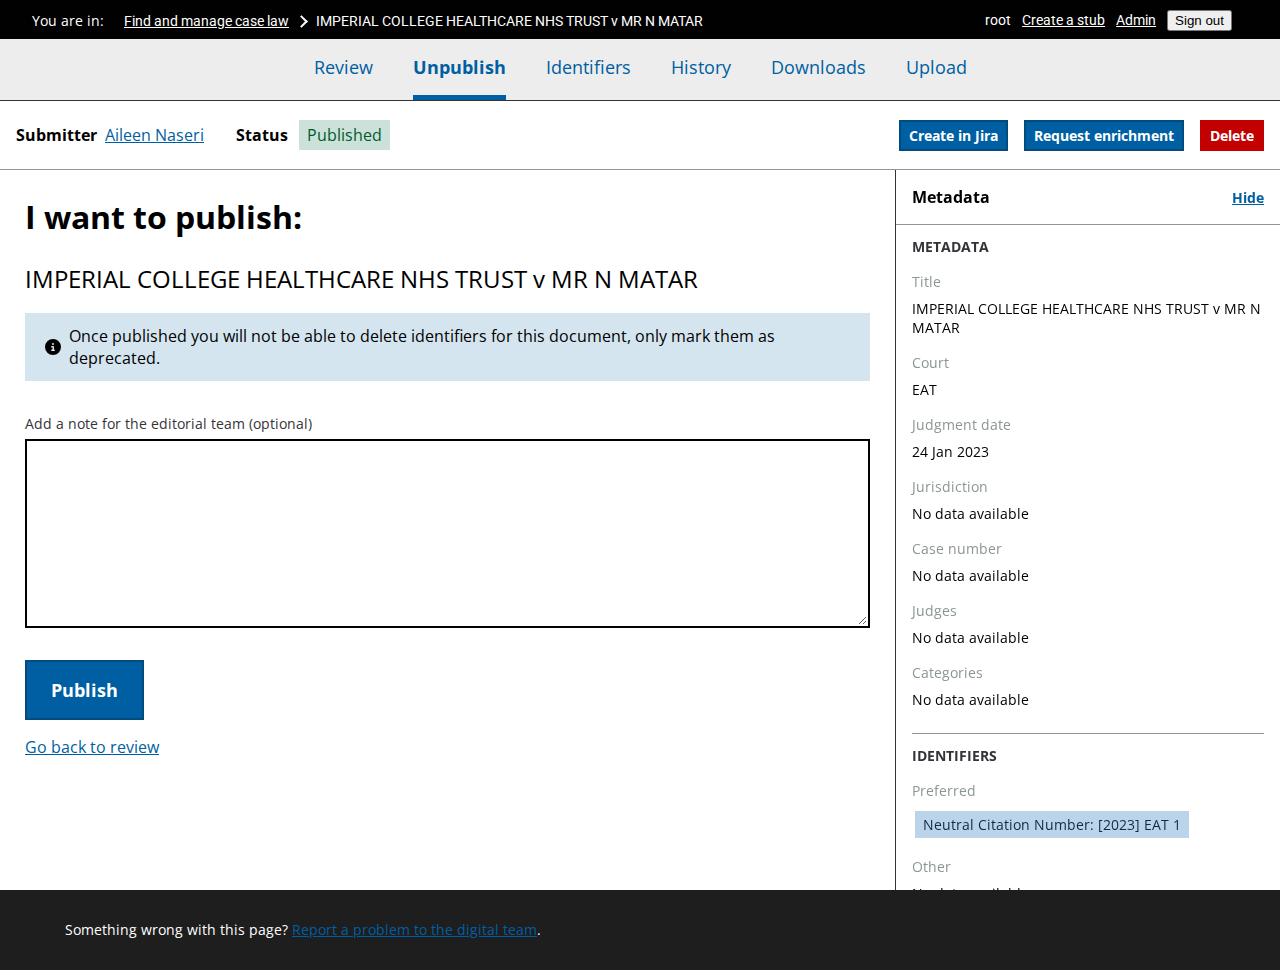 You are in: Find and manage case law IMPERIAL COLLEGE HEALTHCARE NHS TRUST v MR N MATAR
root Create a stub Admin Sign out
Review Unpublish Identifiers History Downloads Upload
Submitter Aileen Naseri Status Published
Create in Jira Request enrichment Delete
I want to publish:
IMPERIAL COLLEGE HEALTHCARE NHS TRUST v MR N MATAR
Once published you will not be able to delete identifiers for this document, only mark them as
deprecated.
Add a note for the editorial team (optional)
Publish
Go back to review
Metadata Hide
METADATA
Title
IMPERIAL COLLEGE HEALTHCARE NHS TRUST v MR N
MATAR
Court
EAT
Judgment date
24 Jan 2023
Jurisdiction
No data available
Case number
No data available
Judges
No data available
Categories
No data available
IDENTIFIERS
Preferred
Neutral Citation Number: [2023] EAT 1
Other
Something wrong with this page? Report a problem to the digital team.